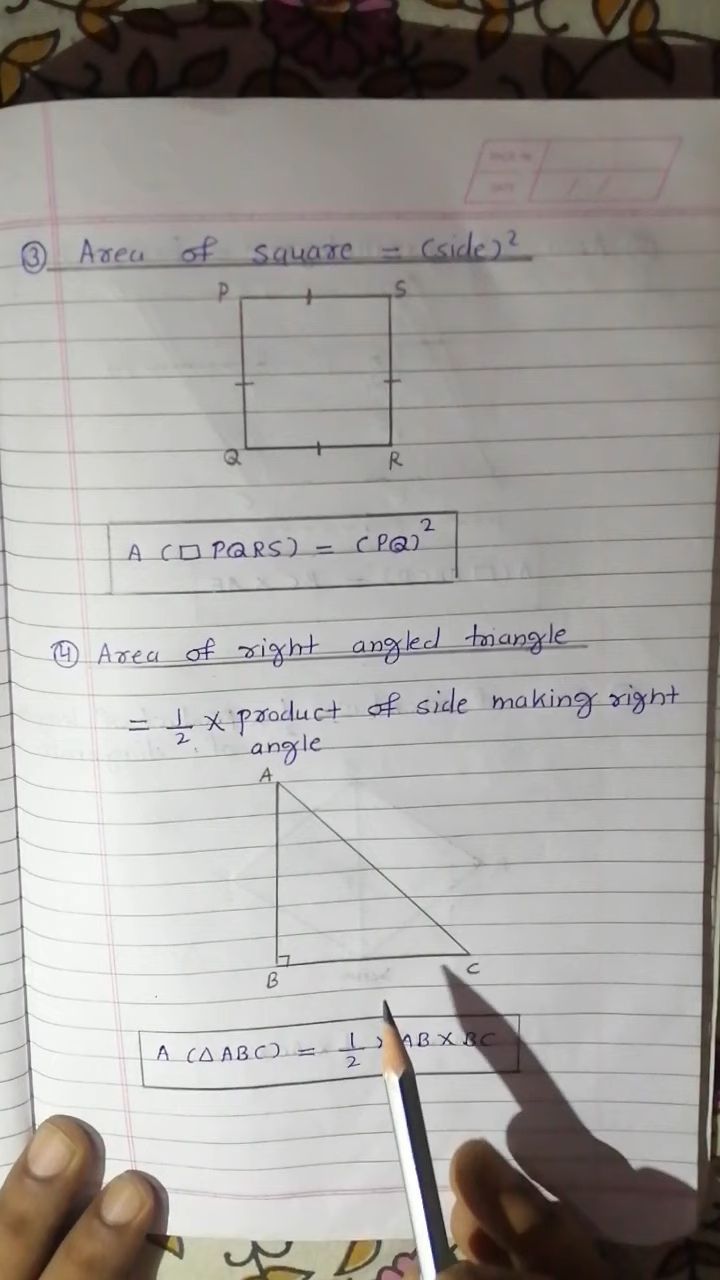 ③ Area of square = (side)²
P S
Q R
A (□ PQRS) = (PQ)²
④ Area of right angled triangle
= 1/2 × product of side making right
angle
A
B C
A (△ ABC) = 1/2 × AB × BC